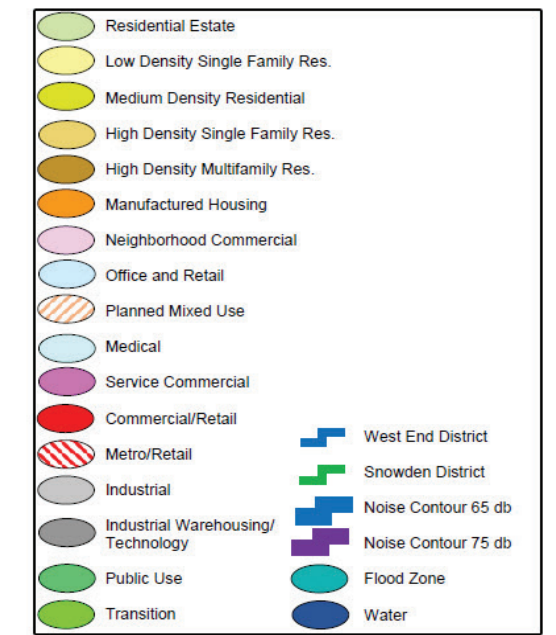 Residential Estate
Low Density Single Family Res.
Medium Density Residential
High Density Single Family Res.
High Density Multifamily Res.
Manufactured Housing
Neighborhood Commercial
Office and Retail
Planned Mixed Use
Medical
Service Commercial
Commercial/Retail
Metro/Retail
Industrial
Industrial Warehousing/
Technology
Public Use
Transition
West End District
Snowden District
Noise Contour 65 db
Noise Contour 75 db
Flood Zone
Water